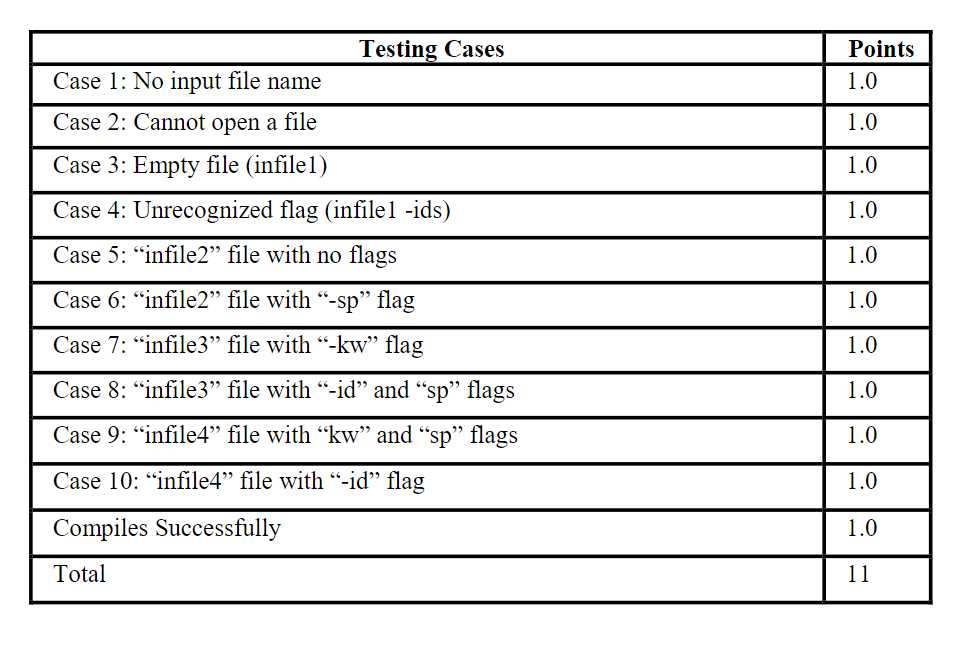 Testing Cases Points
Case 1: No input file name 1.0
Case 2: Cannot open a file 1.0
Case 3: Empty file (infile1) 1.0
Case 4: Unrecognized flag (infile1 -ids) 1.0
Case 5: “infile2” file with no flags 1.0
Case 6: “infile2” file with “-sp” flag 1.0
Case 7: “infile3” file with “-kw” flag 1.0
Case 8: “infile3” file with “-id” and “sp” flags 1.0
Case 9: “infile4” file with “kw” and “sp” flags 1.0
Case 10: “infile4” file with “-id” flag 1.0
Compiles Successfully 1.0
Total 11